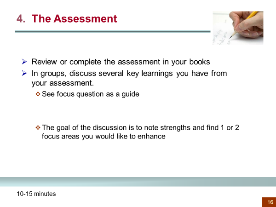 4. The Assessment
Review or complete the assessment in your books
In groups, discuss several key learnings you have from
your assessment.
See focus question as a guide
The goal of the discussion is to note strengths and find 1 or 2
focus areas you would like to enhance
10-15 minutes
16